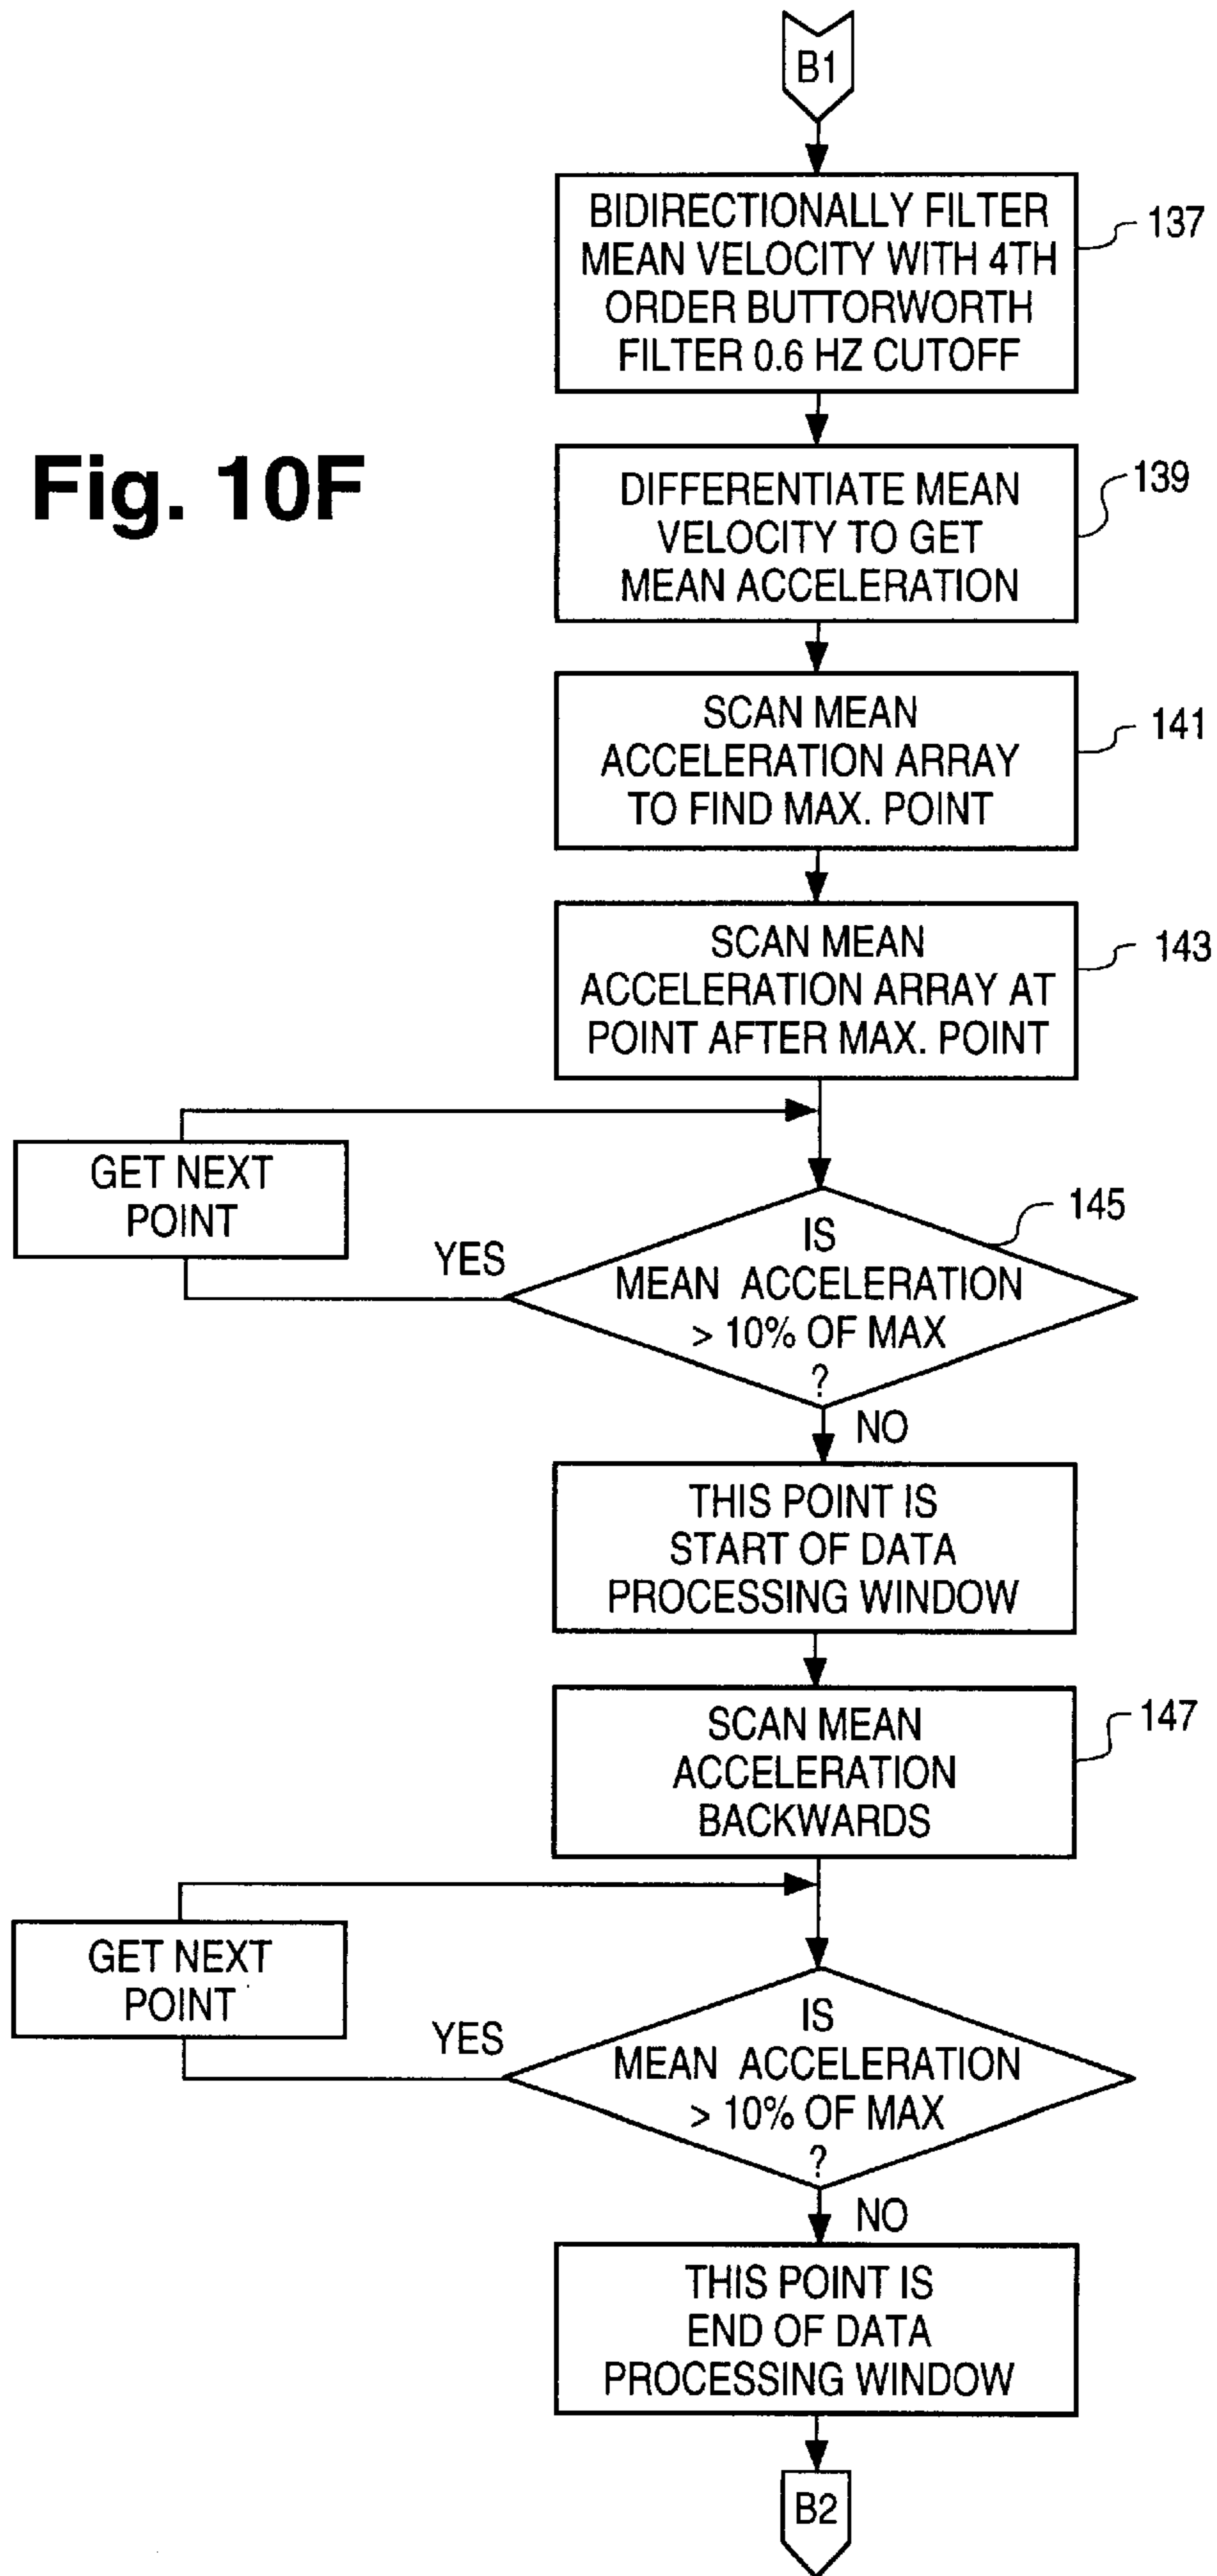 B1
BIDIRECTIONALLY FILTER
MEAN VELOCITY WITH 4TH
ORDER BUTTORWORTH
FILTER 0.6 HZ CUTOFF
137
Fig. 10F
DIFFERENTIATE MEAN
VELOCITY TO GET
MEAN ACCELERATION
139
SCAN MEAN
ACCELERATION ARRAY
TO FIND MAX. POINT
141
SCAN MEAN
ACCELERATION ARRAY AT
POINT AFTER MAX. POINT
143
GET NEXT
POINT
YES
IS
MEAN ACCELERATION
> 10% OF MAX
?
145
NO
THIS POINT IS
START OF DATA
PROCESSING WINDOW
SCAN MEAN
ACCELERATION
BACKWARDS
147
GET NEXT
POINT
YES
IS
MEAN ACCELERATION
> 10% OF MAX
?
NO
THIS POINT IS
END OF DATA
PROCESSING WINDOW
B2